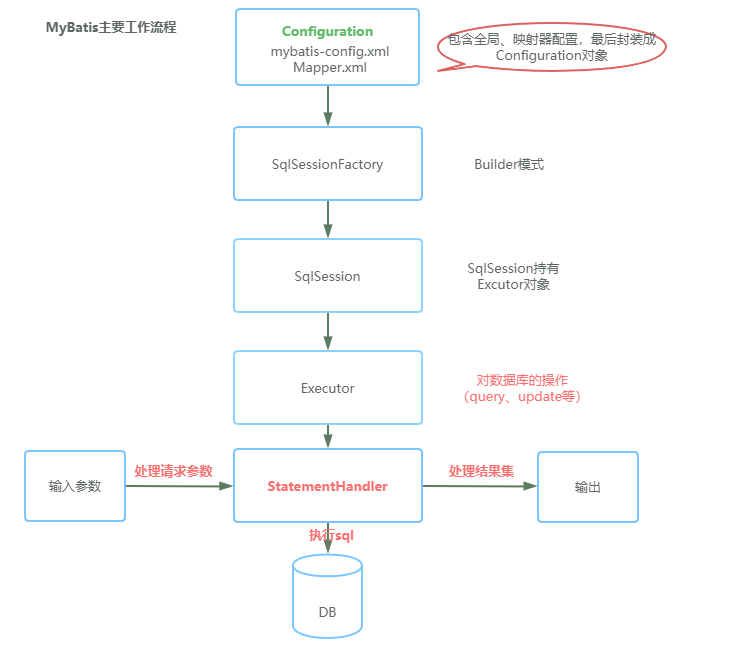 MyBatis主要工作流程
Configuration
mybatis-config.xml
Mapper.xml
包含全局、映射器配置，最后封装成
Configuration对象
SqlSessionFactory
Builder模式
SqlSession
SqlSession持有
Excutor对象
Executor
对数据库的操作
（query、update等）
输入参数
处理请求参数
StatementHandler
处理结果集
输出
执行sql
DB